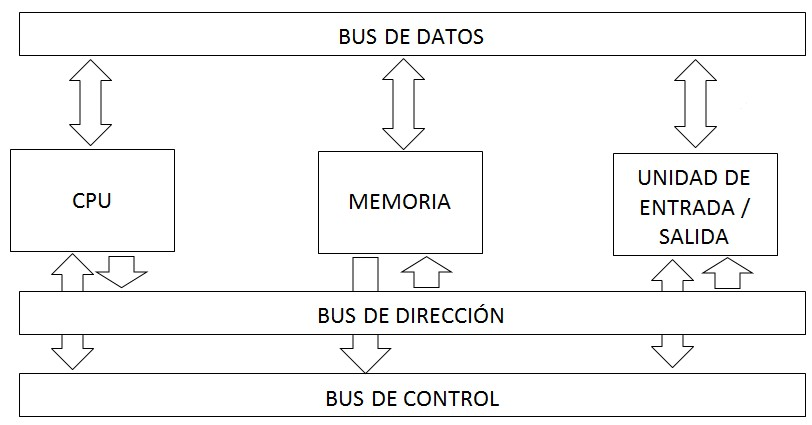 BUS DE DATOS
CPU
MEMORIA
UNIDAD DE
ENTRADA /
SALIDA
BUS DE DIRECCIÓN
BUS DE CONTROL